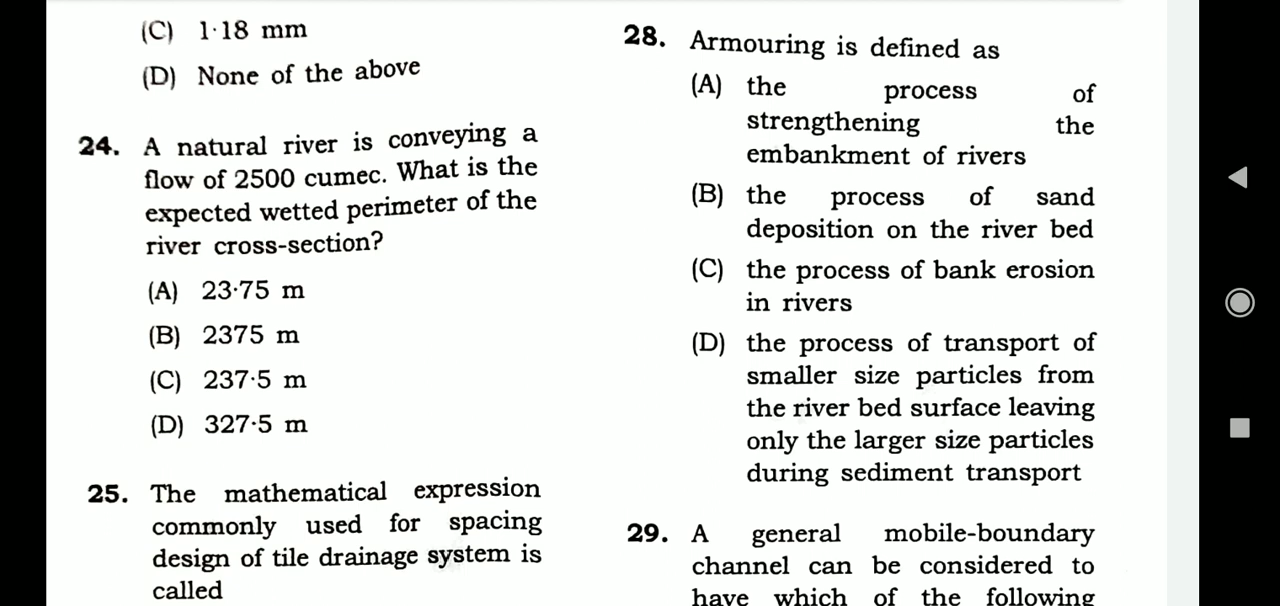 (C) 1·18 mm
(D) None of the above
24. A natural river is conveying a
flow of 2500 cumec. What is the
expected wetted perimeter of the
river cross-section?
(A) 23·75 m
(B) 2375 m
(C) 237·5 m
(D) 327·5 m
25. The mathematical expression
commonly used for spacing
design of tile drainage system is
called
28. Armouring is defined as
(A) the process of
strengthening the
embankment of rivers
(B) the process of sand
deposition on the river bed
(C) the process of bank erosion
in rivers
(D) the process of transport of
smaller size particles from
the river bed surface leaving
only the larger size particles
during sediment transport
29. A general mobile-boundary
channel can be considered to
have which of the following